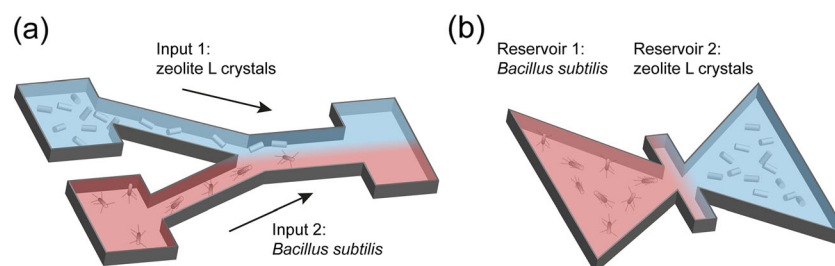 (a)
Input 1:
zeolite L crystals
Input 2:
Bacillus subtilis
(b)
Reservoir 1:
Bacillus subtilis
Reservoir 2:
zeolite L crystals